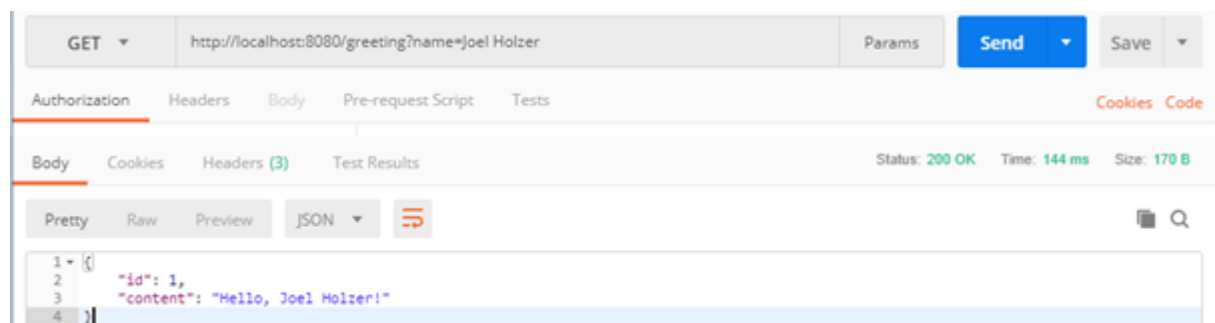 GET http://localhost:8080/greeting?name=Joel Holzer Params Send Save
Authorization Headers Body Pre-request Script Tests Cookies Code
Body Cookies Headers (3) Test Results Status: 200 OK Time: 144 ms Size: 170 B
Pretty Raw Preview JSON
1 {
2 "id": 1,
3 "content": "Hello, Joel Holzer!"
4 }